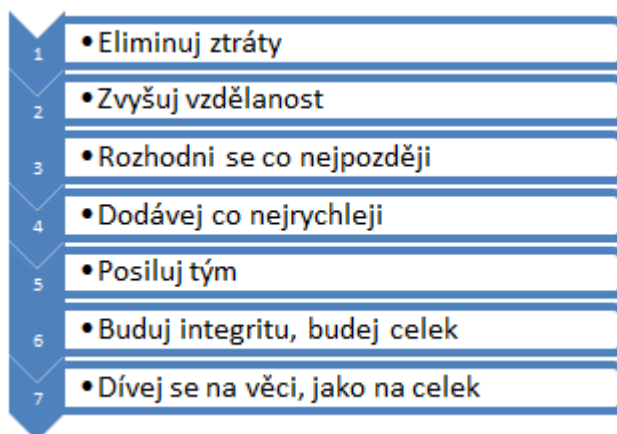 1 • Eliminuj ztráty
2 • Zvyšuj vzdělanost
3 • Rozhodni se co nejpozději
4 • Dodávej co nejrychleji
5 • Posiluj tým
6 • Buduj integritu, budej celek
7 • Dívej se na věci, jako na celek